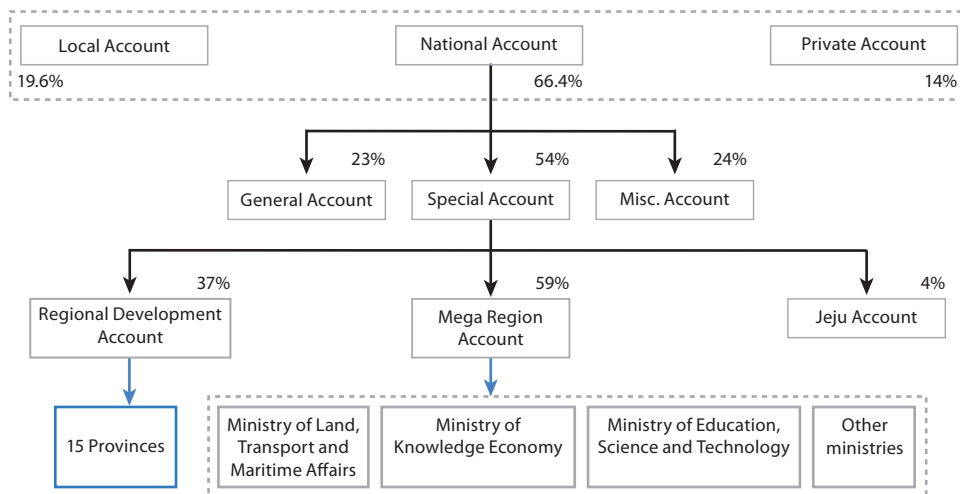 Local Account
National Account
Private Account
19.6%
66.4%
14%
23%
54%
24%
General Account
Special Account
Misc. Account
37%
59%
4%
Regional Development
Account
Mega Region
Account
Jeju Account
15 Provinces
Ministry of Land,
Transport and
Maritime Affairs
Ministry of
Knowledge Economy
Ministry of Education,
Science and Technology
Other
ministries